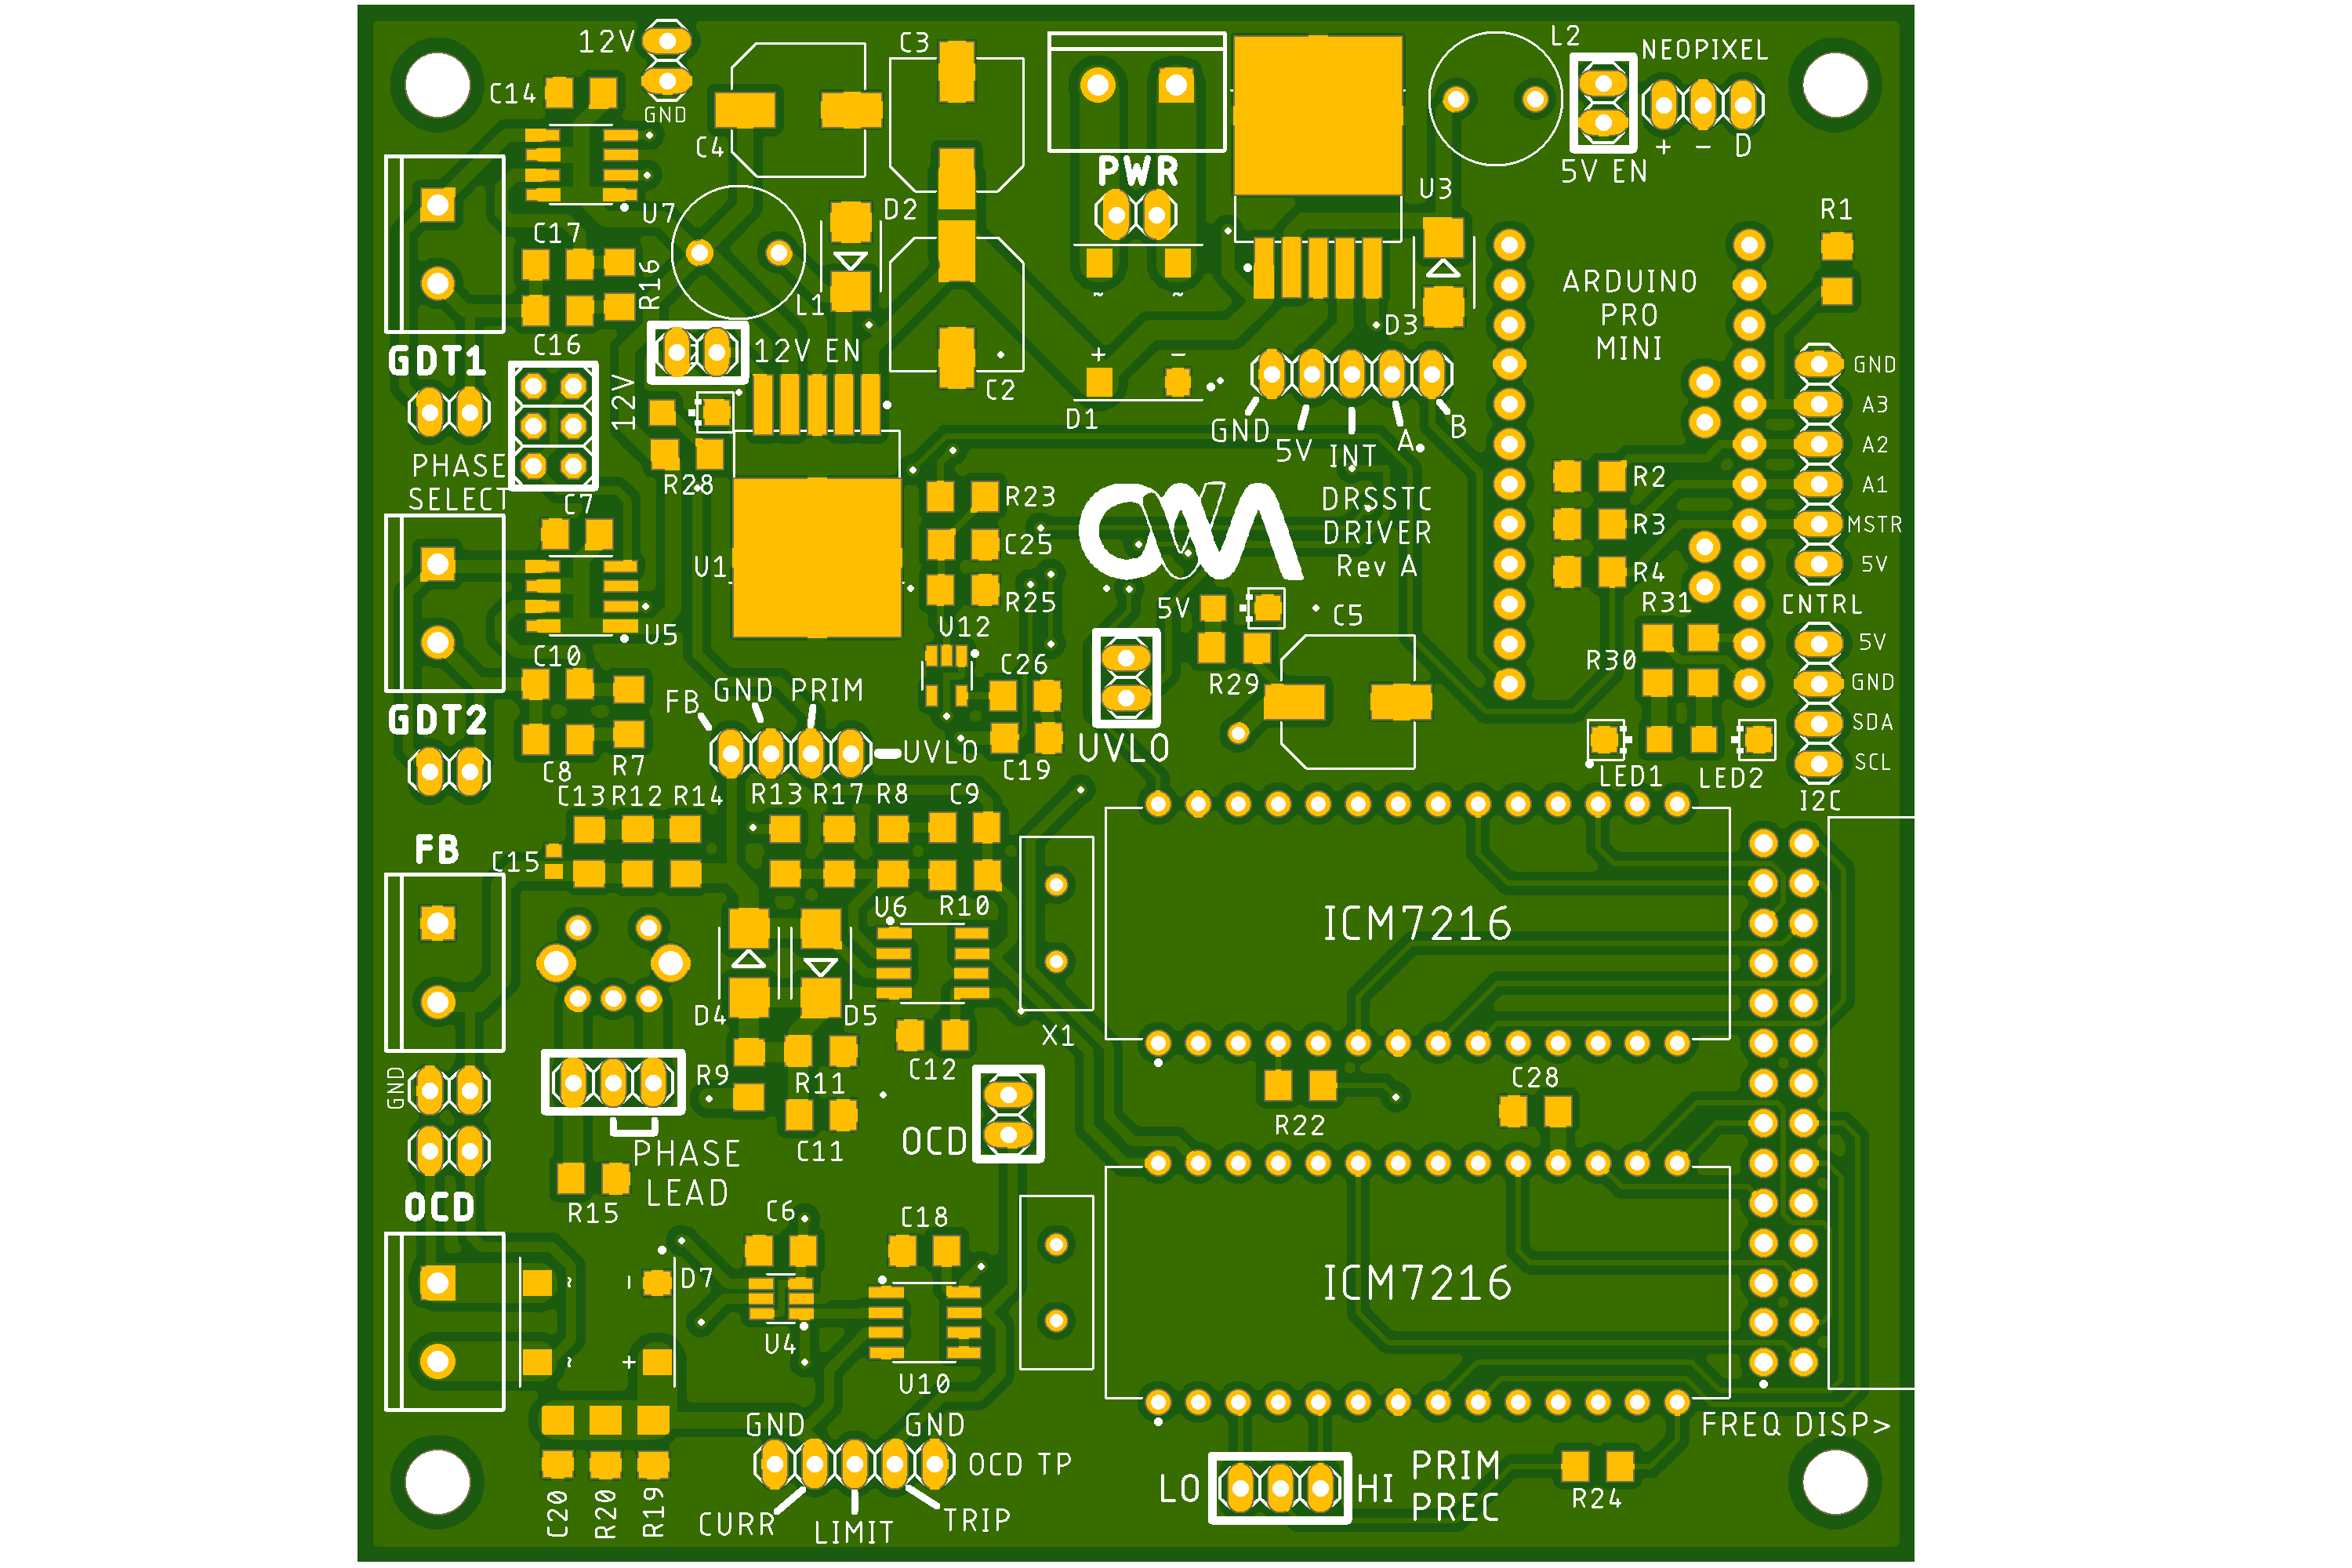 12V
C3
L2
NEOPIXEL
C14
GND
C4
+ - D
PWR
5V EN
U3
U7
D2
R1
C17
R16
L1
~ ~
ARDUINO
PRO
MINI
D3
C16
GDT1
12V EN
+ -
C2
GND
12V
D1
A3
GND
5V
INT
A
B
A2
PHASE
SELECT
R28
R2
A1
C7
R23
DRSSTC
DRIVER
Rev A
R3
MSTR
U1
C25
R4
5V
R25
5V
C5
R31
CNTRL
U12
U5
C10
C26
R29
R30
5V
GND
FB
GND
PRIM
GDT2
SDA
UVLO
UVLO
C8
R7
C19
LED1
LED2
SCL
C13
R12
R14
R13
R17
R8
C9
I2C
FB
C15
U6
R10
ICM7216
D4
D5
X1
GND
R9
R11
C12
C28
R22
OCD
C11
PHASE
LEAD
OCD
R15
C6
C18
D7
~ -
ICM7216
U4
~ +
U10
GND
GND
FREQ DISP>
OCD TP
PRIM
PREC
LO
HI
C20
R20
R19
CURR
LIMIT
TRIP
R24